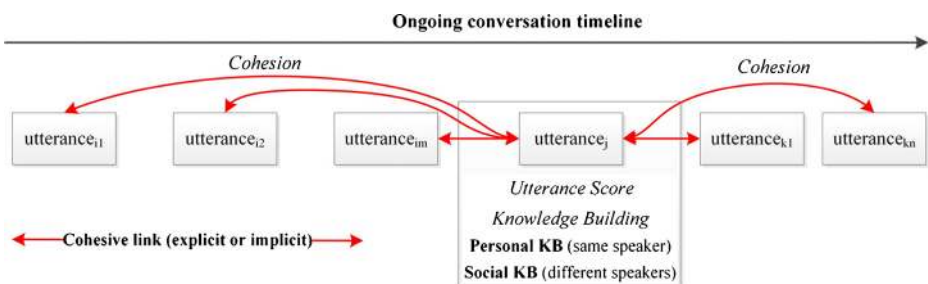 Ongoing conversation timeline
Cohesion
Cohesion
utterance_i1
utterance_i2
utterance_im
utterance_j
utterance_k1
utterance_kn
Utterance Score
Knowledge Building
Cohesive link (explicit or implicit)
Personal KB (same speaker)
Social KB (different speakers)